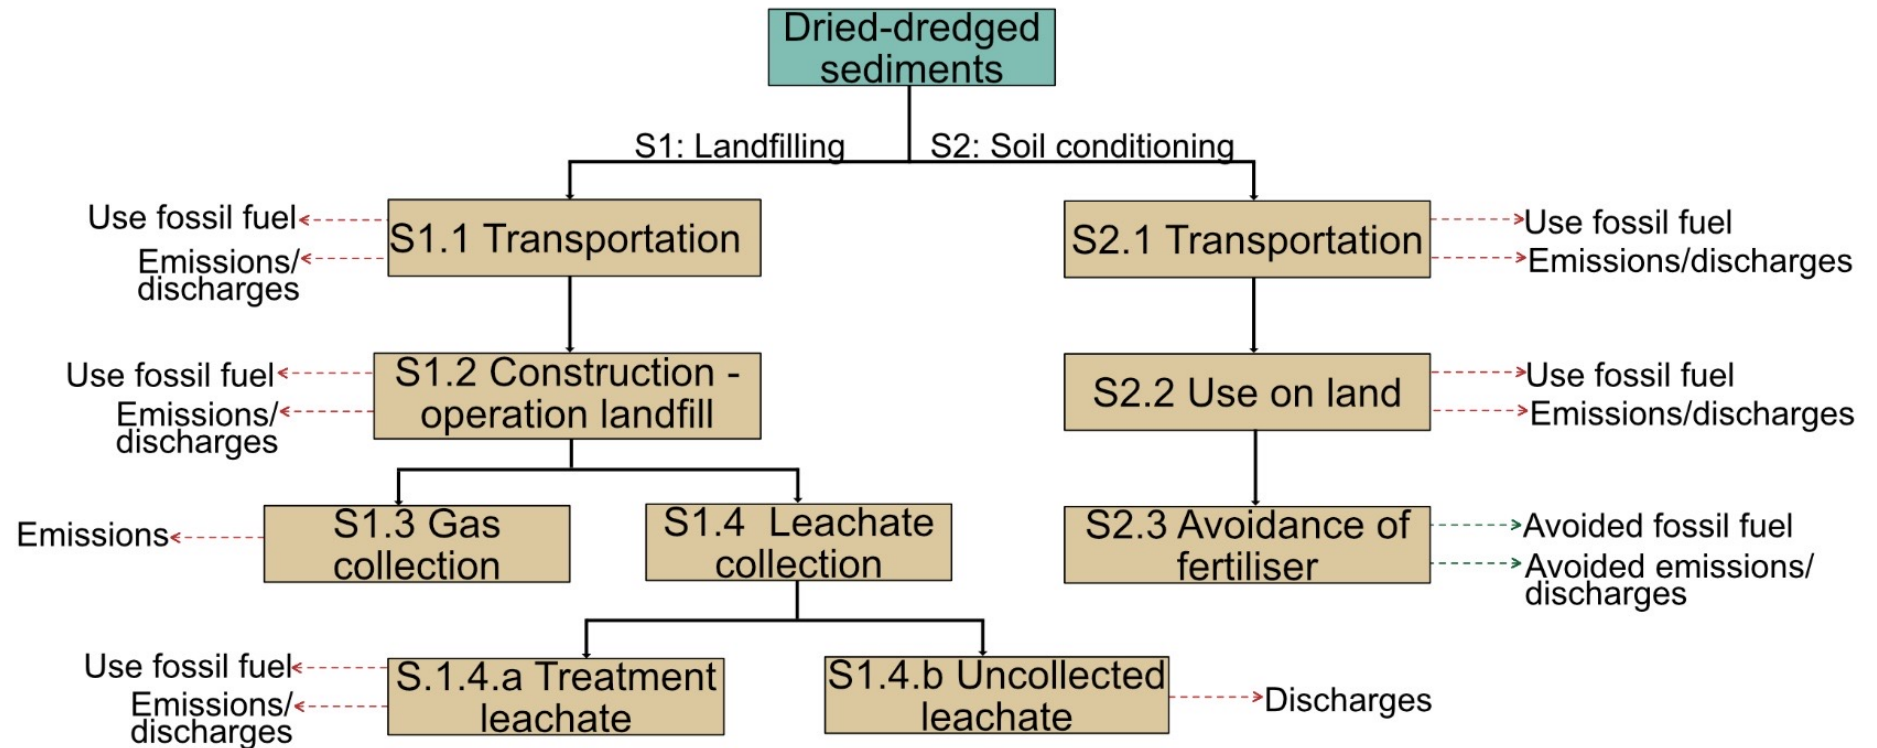 Dried-dredged
sediments
S1: Landfilling
S2: Soil conditioning
Use fossil fuel
Emissions/
discharges
S1.1 Transportation
S2.1 Transportation
Use fossil fuel
Emissions/discharges
Use fossil fuel
Emissions/
discharges
S1.2 Construction -
operation landfill
S2.2 Use on land
Use fossil fuel
Emissions/discharges
Emissions
S1.3 Gas
collection
S1.4 Leachate
collection
S2.3 Avoidance of
fertiliser
Avoided fossil fuel
Avoided emissions/
discharges
Use fossil fuel
Emissions/
discharges
S.1.4.a Treatment
leachate
S1.4.b Uncollected
leachate
Discharges